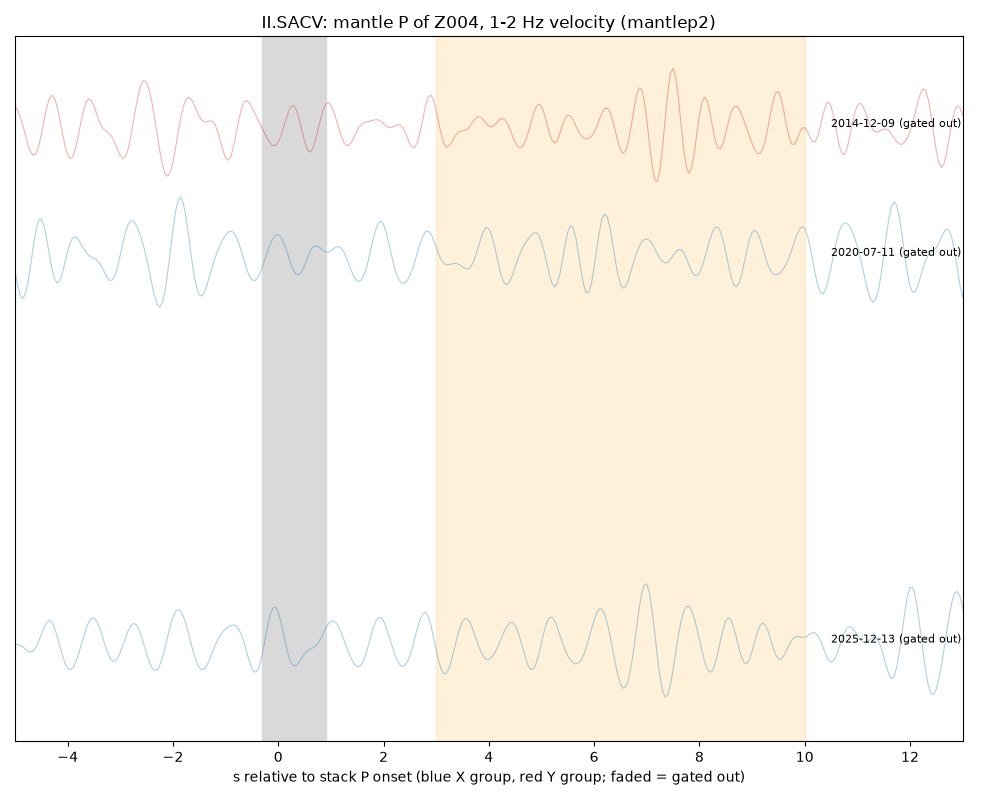 II.SACV: mantle P of Z004, 1-2 Hz velocity (mantlep2)
2014-12-09 (gated out)
2020-07-11 (gated out)
2025-12-13 (gated out)
−4 −2 0 2 4 6 8 10 12
s relative to stack P onset (blue X group, red Y group; faded = gated out)